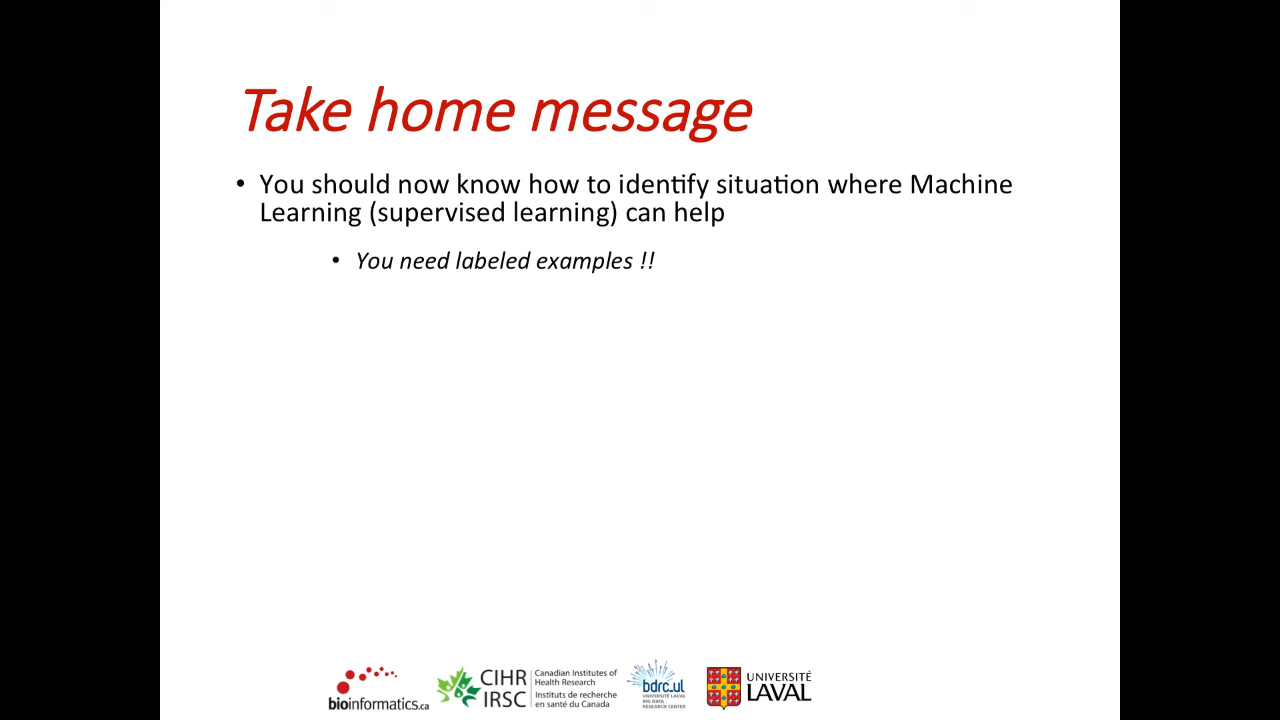 Take home message
• You should now know how to identify situation where Machine
Learning (supervised learning) can help
• You need labeled examples !!
bioinformatics.ca
CIHR
IRSC
Canadian Institutes of
Health Research
Instituts de recherche
en santé du Canada
bdrc_ul
UNIVERSITÉ LAVAL
BIG DATA
RESEARCH CENTER
UNIVERSITÉ
LAVAL